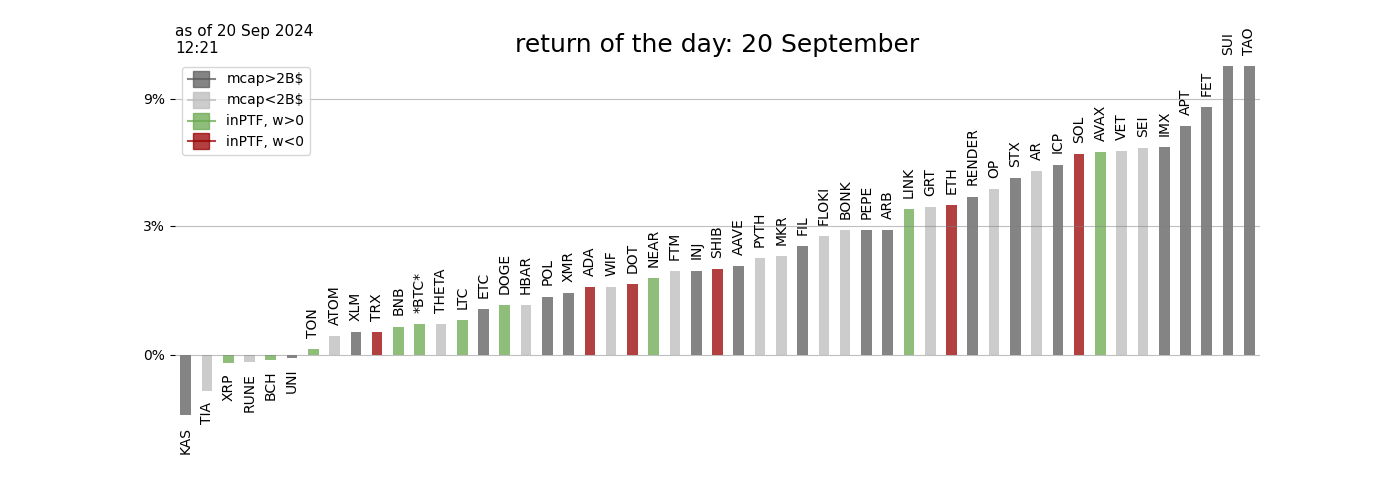 as of 20 Sep 2024
12:21
return of the day: 20 September
mcap>2B$
mcap<2B$
inPTF, w>0
inPTF, w<0
9%
3%
0%
KAS
TIA
XRP
RUNE
BCH
UNI
TON
ATOM
XLM
TRX
BNB
*BTC*
THETA
LTC
ETC
DOGE
HBAR
POL
XMR
ADA
WIF
DOT
NEAR
FTM
INJ
SHIB
AAVE
PYTH
MKR
FIL
FLOKI
BONK
PEPE
ARB
LINK
GRT
ETH
RENDER
OP
STX
AR
ICP
SOL
AVAX
VET
SEI
IMX
APT
FET
SUI
TAO